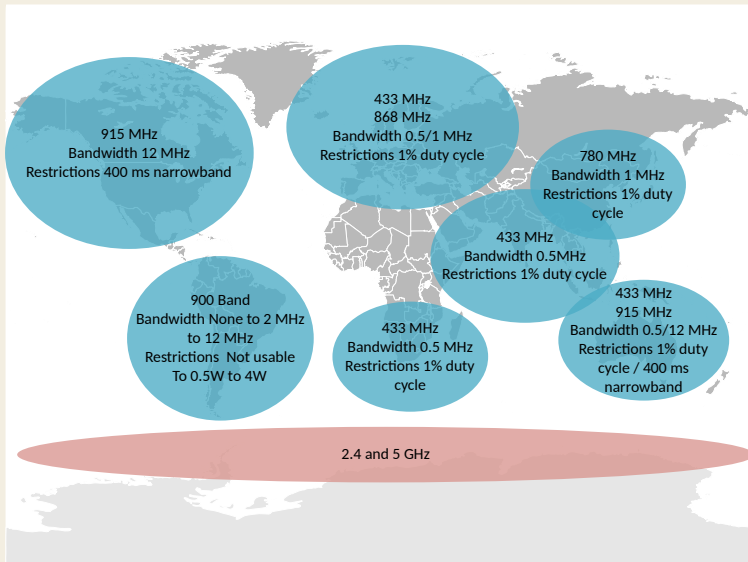 915 MHz
Bandwidth 12 MHz
Restrictions 400 ms narrowband
433 MHz
868 MHz
Bandwidth 0.5/1 MHz
Restrictions 1% duty cycle
780 MHz
Bandwidth 1 MHz
Restrictions 1% duty
cycle
433 MHz
Bandwidth 0.5MHz
Restrictions 1% duty cycle
900 Band
Bandwidth None to 2 MHz
to 12 MHz
Restrictions  Not usable
To 0.5W to 4W
433 MHz
Bandwidth 0.5 MHz
Restrictions 1% duty
cycle
433 MHz
915 MHz
Bandwidth 0.5/12 MHz
Restrictions 1% duty
cycle / 400 ms
narrowband
2.4 and 5 GHz